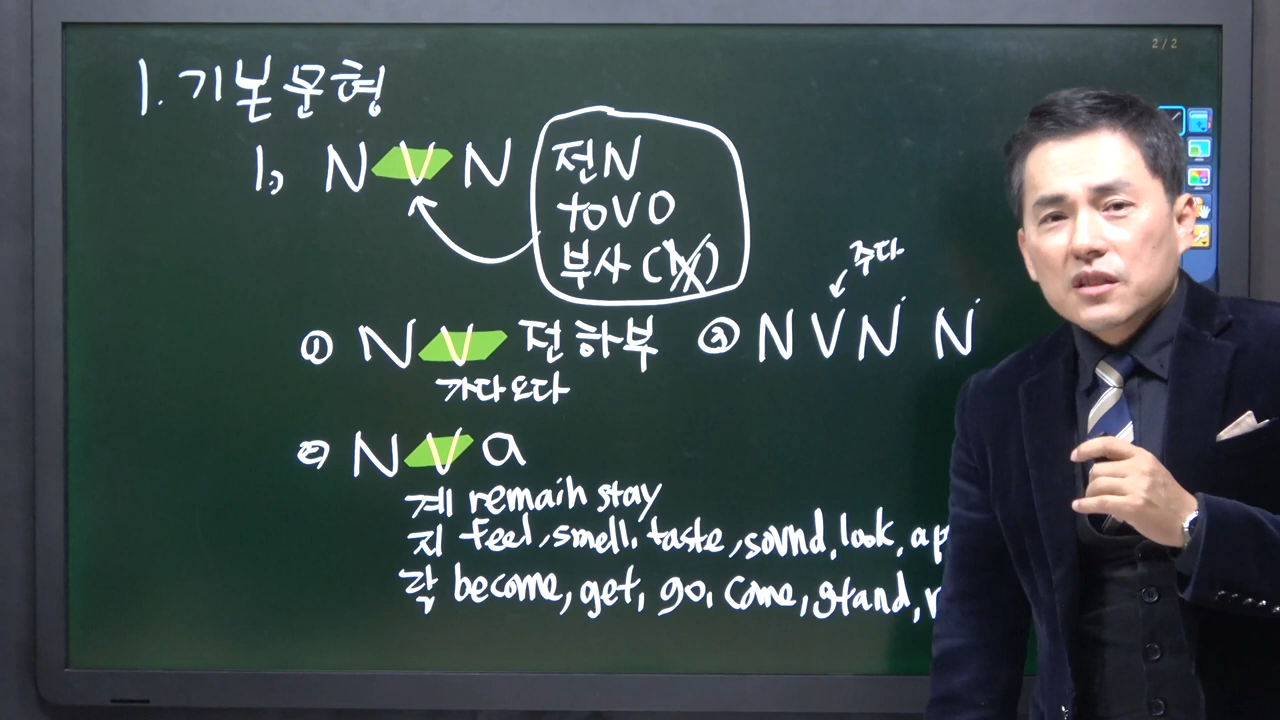 2 / 2
1. 기본문형
1) N V N
전N
to V O
부사 ( )
주다
① N V 전하부
③ N V N N
가다 오다
② N V a
계 remain stay
지 feel, smell, taste, sound, look, ap
become, get, go, come, stand, r